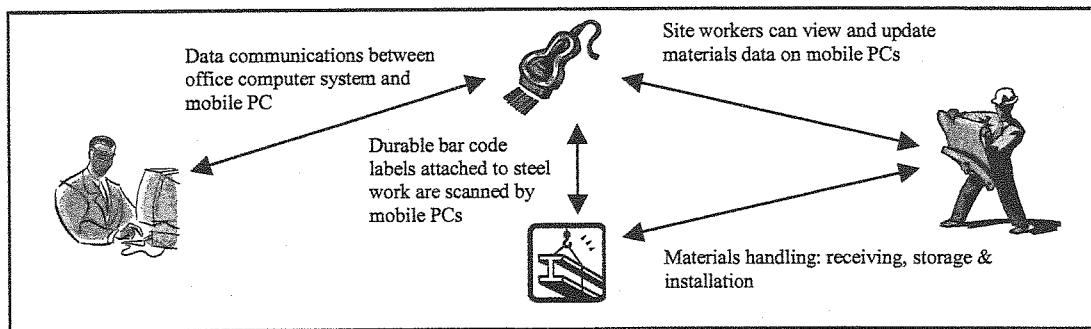 Data communications between
office computer system and
mobile PC
Site workers can view and update
materials data on mobile PCs
Durable bar code
labels attached to steel
work are scanned by
mobile PCs
Materials handling: receiving, storage &
installation